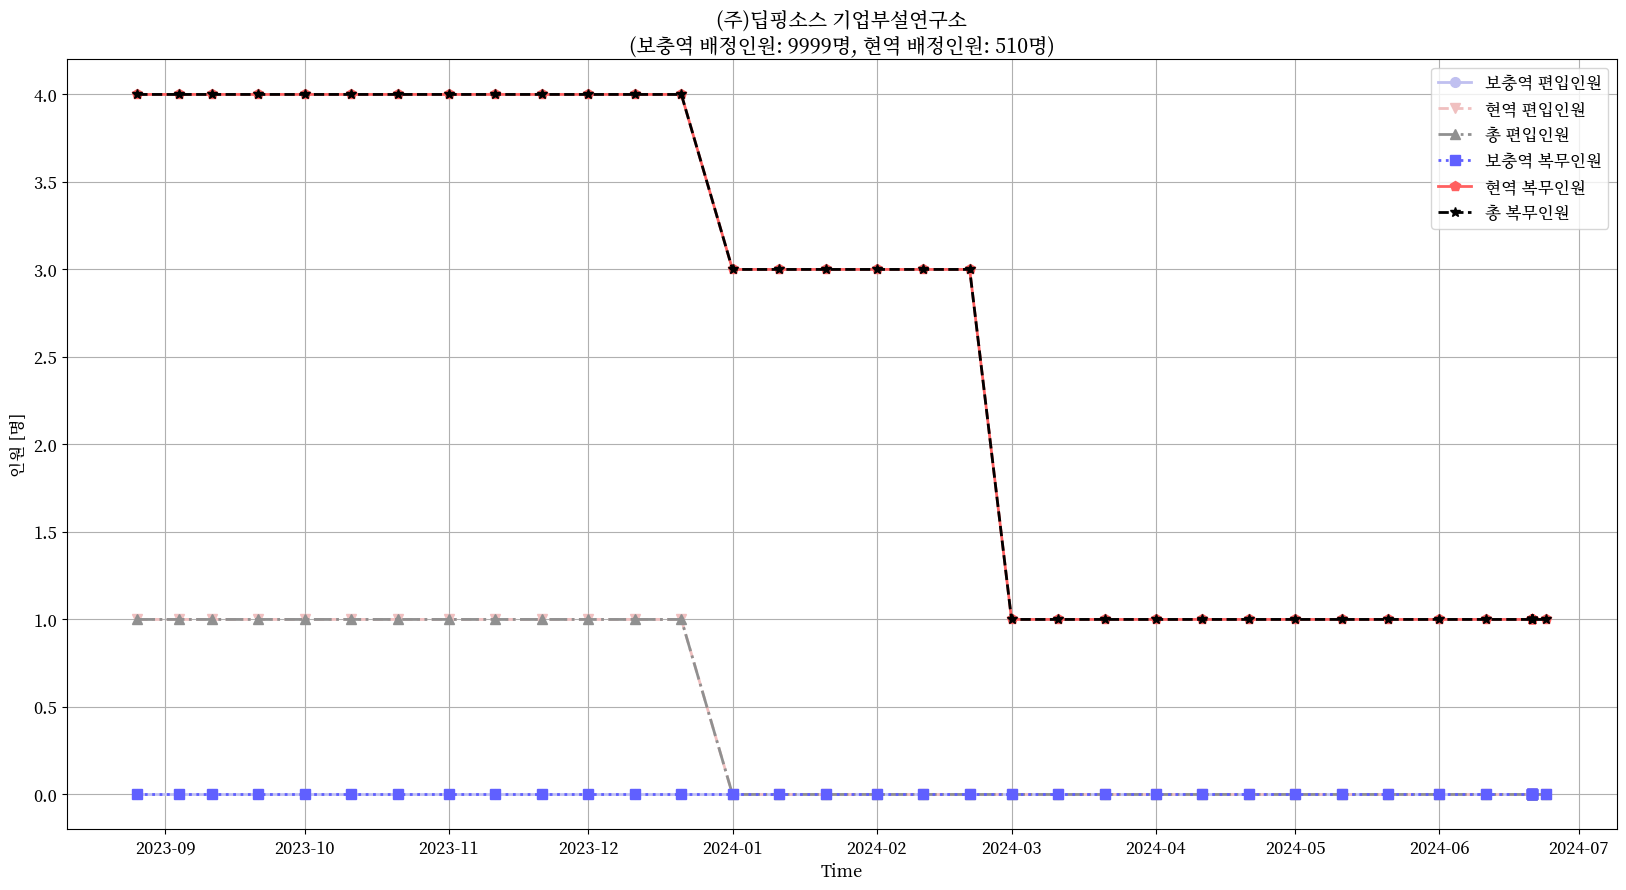 (주)딥핑소스 기업부설연구소
(보충역 배정인원: 9999명, 현역 배정인원: 510명)
보충역 편입인원
현역 편입인원
총 편입인원
보충역 복무인원
현역 복무인원
총 복무인원
인원 [명]
4.0
3.5
3.0
2.5
2.0
1.5
1.0
0.5
0.0
2023-09
2023-10
2023-11
2023-12
2024-01
2024-02
2024-03
2024-04
2024-05
2024-06
2024-07
Time